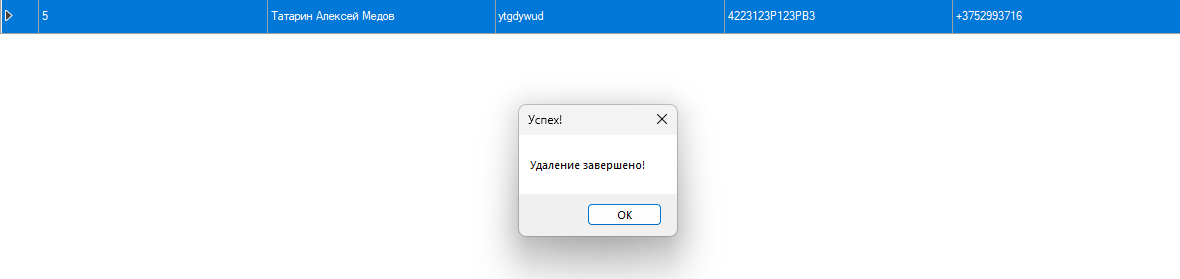 5 Татарин Алексей Медов ytgdywud 4223123P123PB3 +3752993716
Успех!
Удаление завершено!
OK